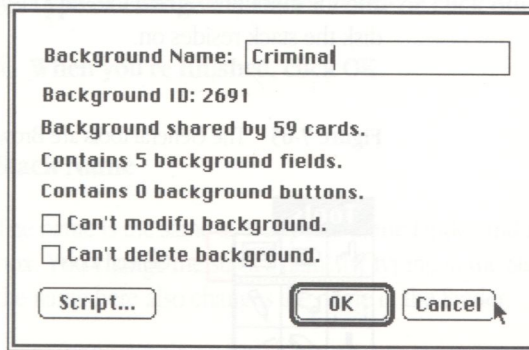 Background Name: Criminal
Background ID: 2691
Background shared by 59 cards.
Contains 5 background fields.
Contains 0 background buttons.
Can't modify background.
Can't delete background.
Script... OK Cancel